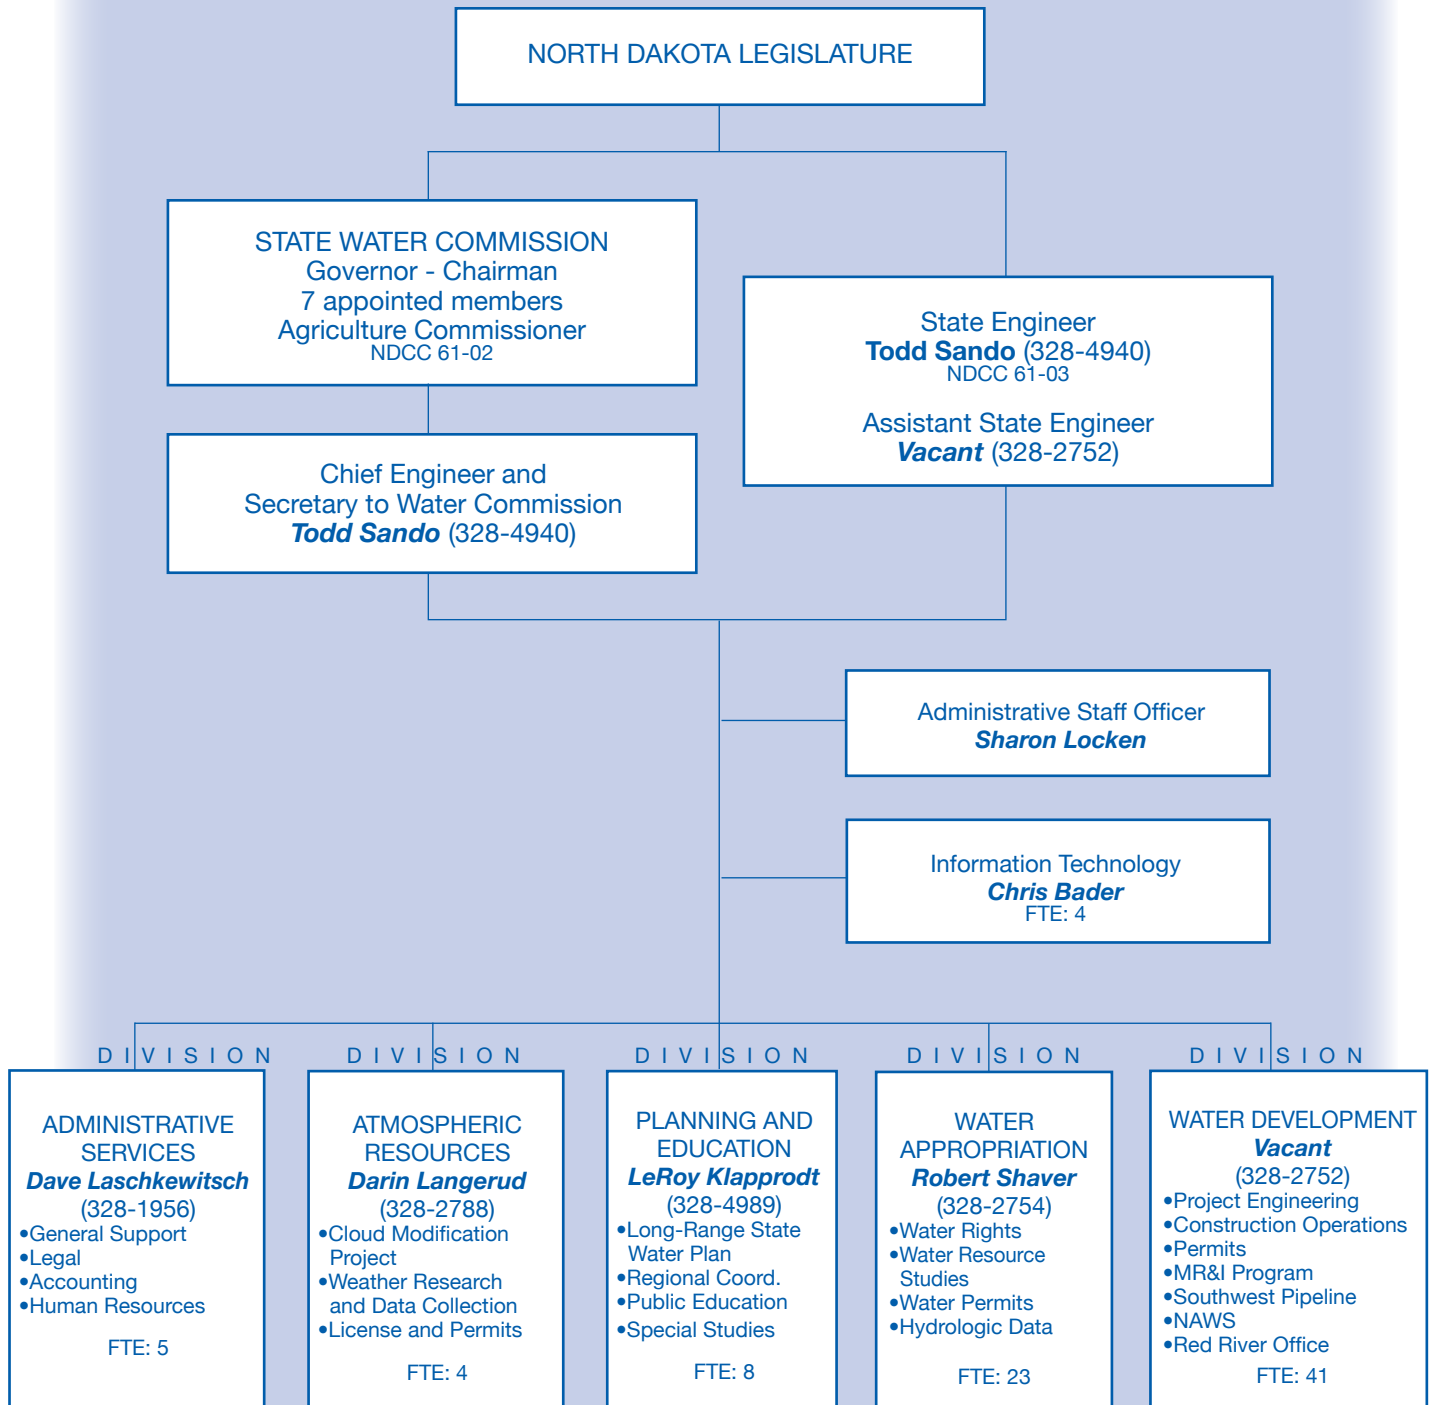 NORTH DAKOTA LEGISLATURE
STATE WATER COMMISSION
Governor - Chairman
7 appointed members
Agriculture Commissioner
NDCC 61-02
State Engineer
Todd Sando (328-4940)
NDCC 61-03
Assistant State Engineer
Vacant (328-2752)
Chief Engineer and
Secretary to Water Commission
Todd Sando (328-4940)
Administrative Staff Officer
Sharon Locken
Information Technology
Chris Bader
FTE: 4
DIVISION
ADMINISTRATIVE
SERVICES
Dave Laschkewitsch
(328-1956)
•General Support
•Legal
•Accounting
•Human Resources
FTE: 5
DIVISION
ATMOSPHERIC
RESOURCES
Darin Langerud
(328-2788)
•Cloud Modification
Project
•Weather Research
and Data Collection
•License and Permits
FTE: 4
DIVISION
PLANNING AND
EDUCATION
LeRoy Klapprodt
(328-4989)
•Long-Range State
Water Plan
•Regional Coord.
•Public Education
•Special Studies
FTE: 8
DIVISION
WATER
APPROPRIATION
Robert Shaver
(328-2754)
•Water Rights
•Water Resource
Studies
•Water Permits
•Hydrologic Data
FTE: 23
DIVISION
WATER DEVELOPMENT
Vacant
(328-2752)
•Project Engineering
•Construction Operations
•Permits
•MR&I Program
•Southwest Pipeline
•NAWS
•Red River Office
FTE: 41